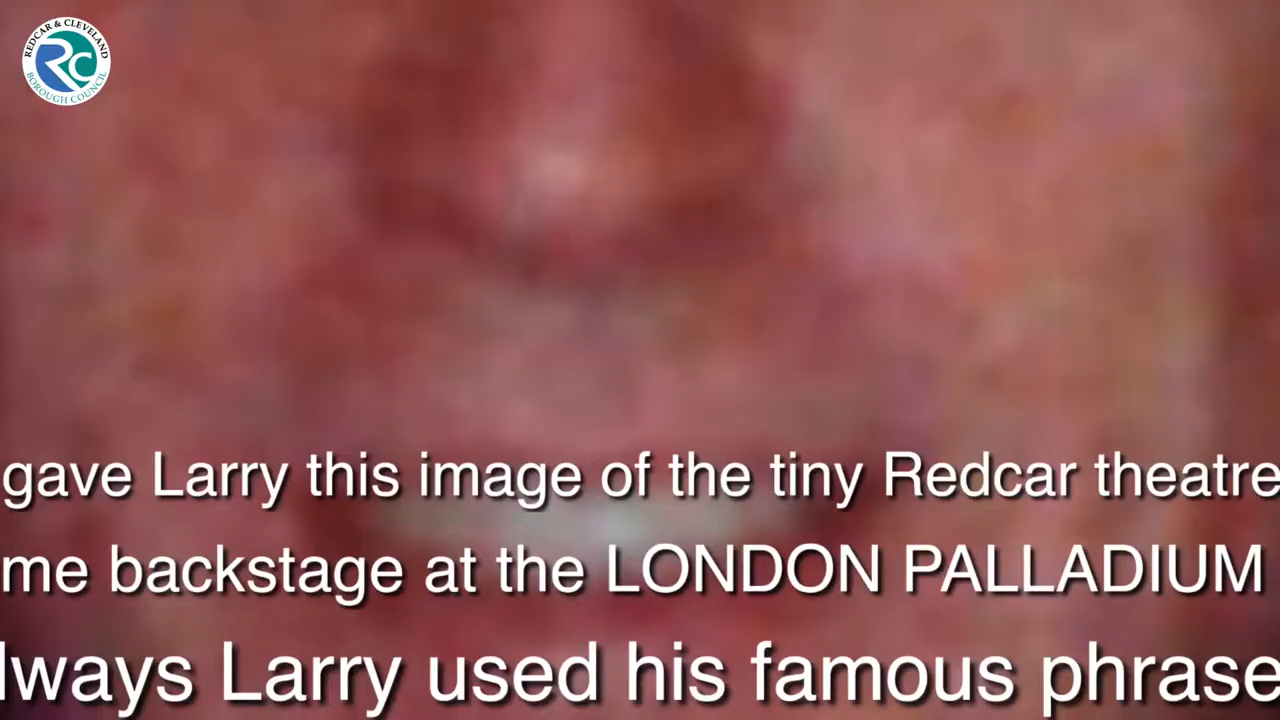 REDCAR & CLEVELAND
RC
BOROUGH COUNCIL
gave Larry this image of the tiny Redcar theatre
me backstage at the LONDON PALLADIUM
lways Larry used his famous phrase